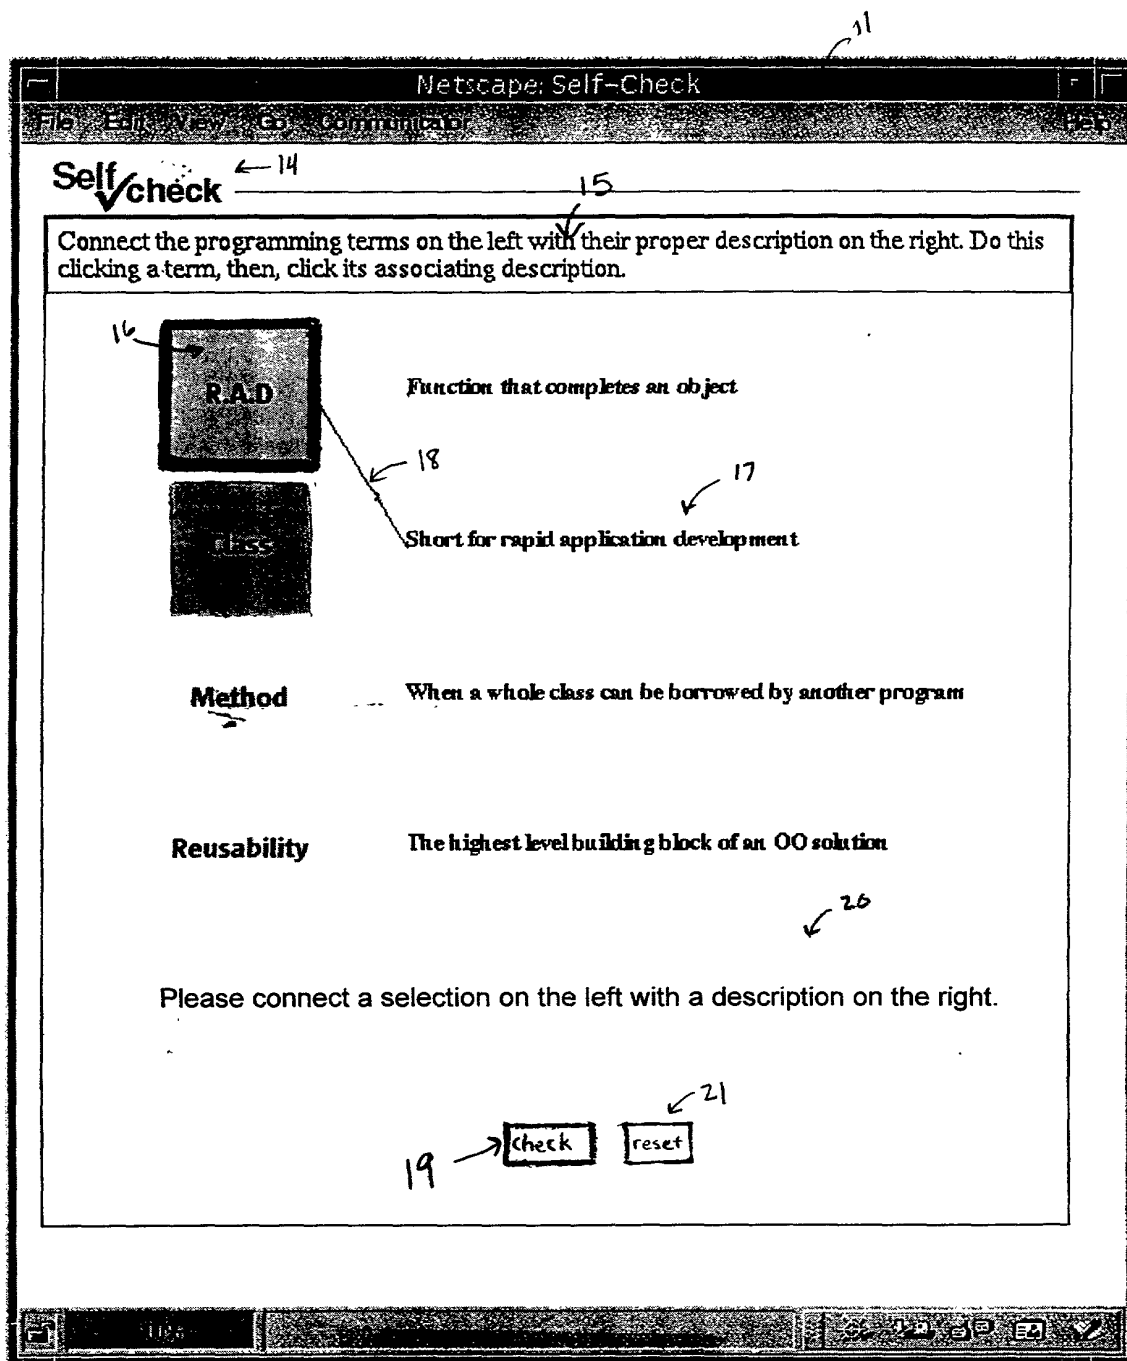 11
Netscape: Self-Check
File Edit View Go Communicator Help
Self check
14
15
Connect the programming terms on the left with their proper description on the right. Do this
clicking a term, then, click its associating description.
16
R.A.D
Function that completes an object
18
17
Class
Short for rapid application development
Method
When a whole class can be borrowed by another program
Reusability
The highest level building block of an OO solution
20
Please connect a selection on the left with a description on the right.
21
check reset
19